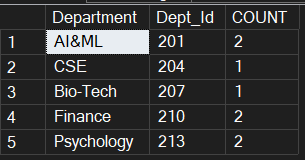 Department Dept_Id COUNT
1 AI&ML 201 2
2 CSE 204 1
3 Bio-Tech 207 1
4 Finance 210 2
5 Psychology 213 2